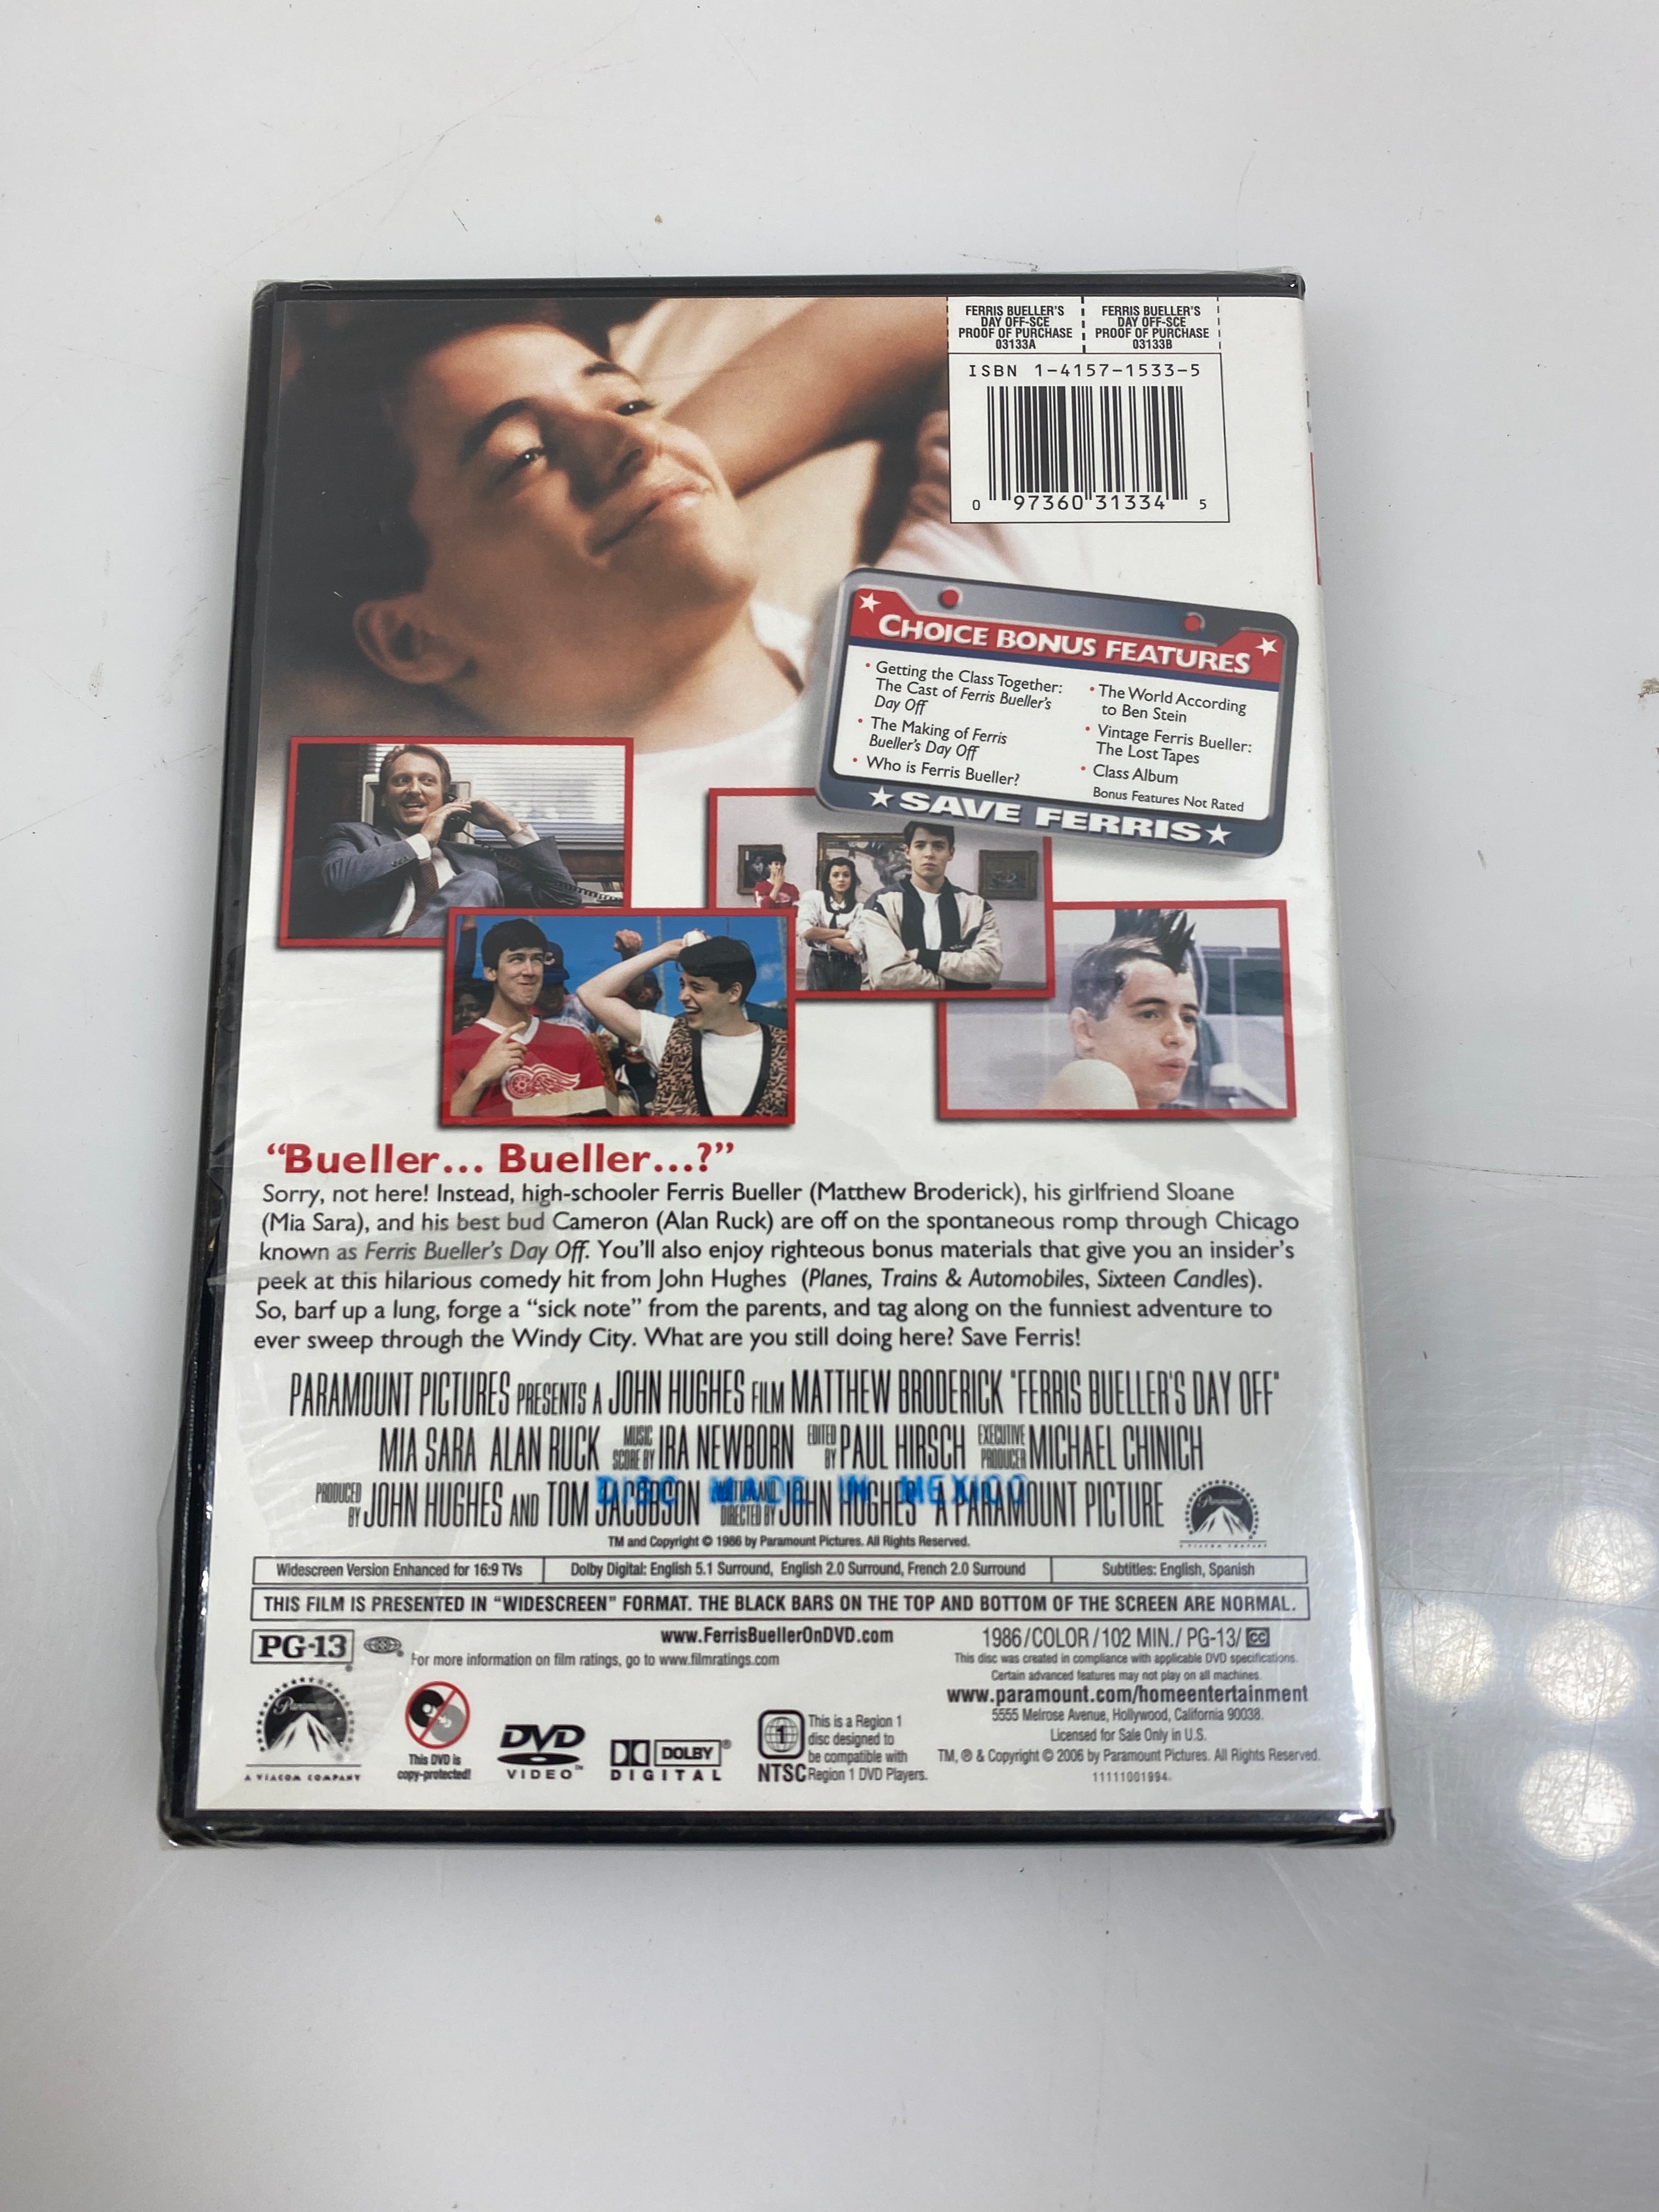 FERRIS BUELLER'S
DAY OFF-SCE
PROOF OF PURCHASE
03133A
FERRIS BUELLER'S
DAY OFF-SCE
PROOF OF PURCHASE
03133B
ISBN 1-4157-1533-5
0 97360 31334 5
CHOICE BONUS FEATURES
• Getting the Class Together:
The Cast of Ferris Bueller's
Day Off
• The Making of Ferris
Bueller's Day Off
• Who is Ferris Bueller?
• The World According
to Ben Stein
• Vintage Ferris Bueller:
The Lost Tapes
• Class Album
Bonus Features Not Rated
★SAVE FERRIS★
“Bueller... Bueller...?”
Sorry, not here! Instead, high-schooler Ferris Bueller (Matthew Broderick), his girlfriend Sloane
(Mia Sara), and his best bud Cameron (Alan Ruck) are off on the spontaneous romp through Chicago
known as Ferris Bueller's Day Off. You'll also enjoy righteous bonus materials that give you an insider's
peek at this hilarious comedy hit from John Hughes (Planes, Trains & Automobiles, Sixteen Candles).
So, barf up a lung, forge a “sick note” from the parents, and tag along on the funniest adventure to
ever sweep through the Windy City. What are you still doing here? Save Ferris!
PARAMOUNT PICTURES PRESENTS A JOHN HUGHES FILM MATTHEW BRODERICK "FERRIS BUELLER'S DAY OFF"
MIA SARA ALAN RUCK MUSIC SCORE BY IRA NEWBORN EDITED BY PAUL HIRSCH EXECUTIVE PRODUCER MICHAEL CHINICH
DISC MADE IN MEXICO
PRODUCED BY JOHN HUGHES AND TOM JACOBSON WRITTEN AND DIRECTED BY JOHN HUGHES A PARAMOUNT PICTURE
Paramount
A VIACOM COMPANY
TM and Copyright © 1986 by Paramount Pictures. All Rights Reserved.
Widescreen Version Enhanced for 16:9 TVs
Dolby Digital: English 5.1 Surround, English 2.0 Surround, French 2.0 Surround
Subtitles: English, Spanish
THIS FILM IS PRESENTED IN “WIDESCREEN” FORMAT. THE BLACK BARS ON THE TOP AND BOTTOM OF THE SCREEN ARE NORMAL.
PG-13
www.FerrisBuellerOnDVD.com
For more information on film ratings, go to www.filmratings.com
1986/COLOR/102 MIN./ PG-13/ CC
This disc was created in compliance with applicable DVD specifications.
Certain advanced features may not play on all machines.
www.paramount.com/homeentertainment
5555 Melrose Avenue, Hollywood, California 90038.
Licensed for Sale Only in U.S.
TM, ® & Copyright © 2006 by Paramount Pictures. All Rights Reserved.
11111001994.
Paramount
A VIACOM COMPANY
This DVD is
copy-protected!
DVD
VIDEO™
DOLBY®
DIGITAL
1
NTSC
This is a Region 1
disc designed to
be compatible with
Region 1 DVD Players.